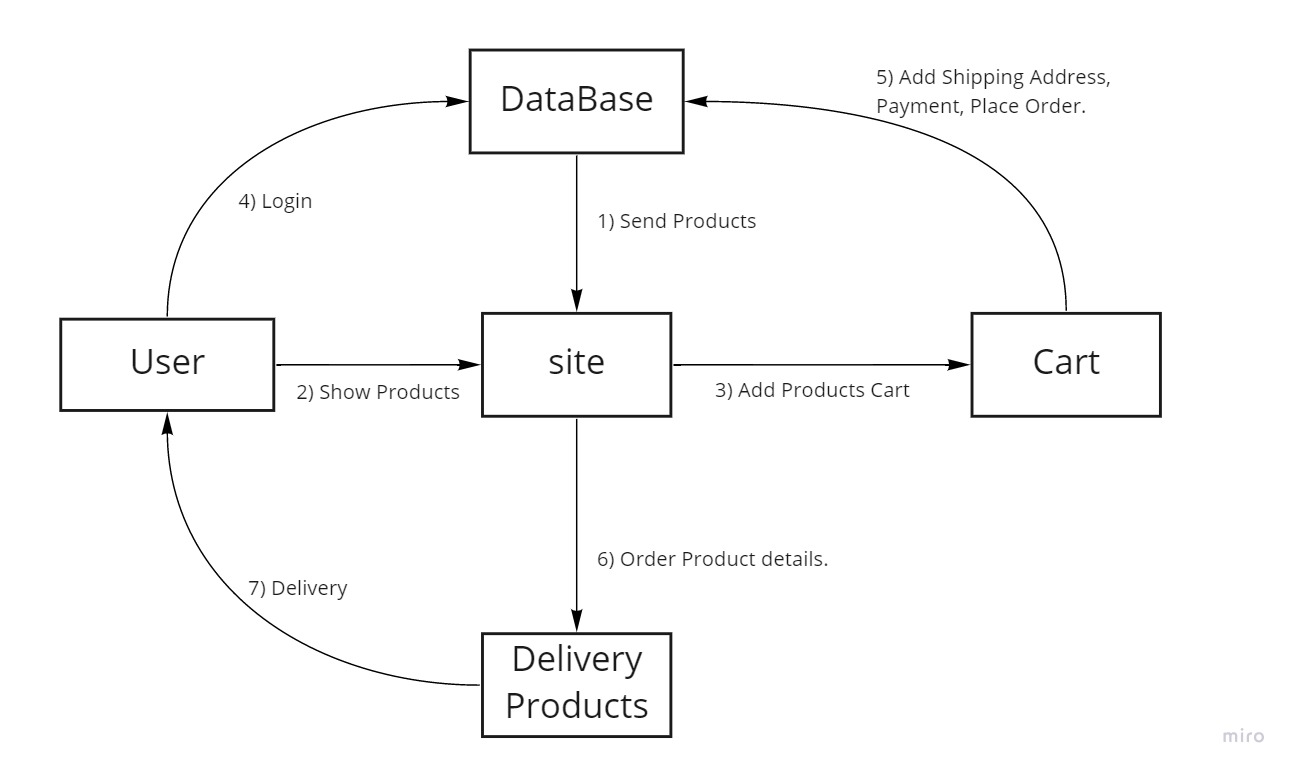 DataBase
5) Add Shipping Address,
Payment, Place Order.
4) Login
1) Send Products
User
site
Cart
2) Show Products
3) Add Products Cart
6) Order Product details.
7) Delivery
Delivery
Products
miro